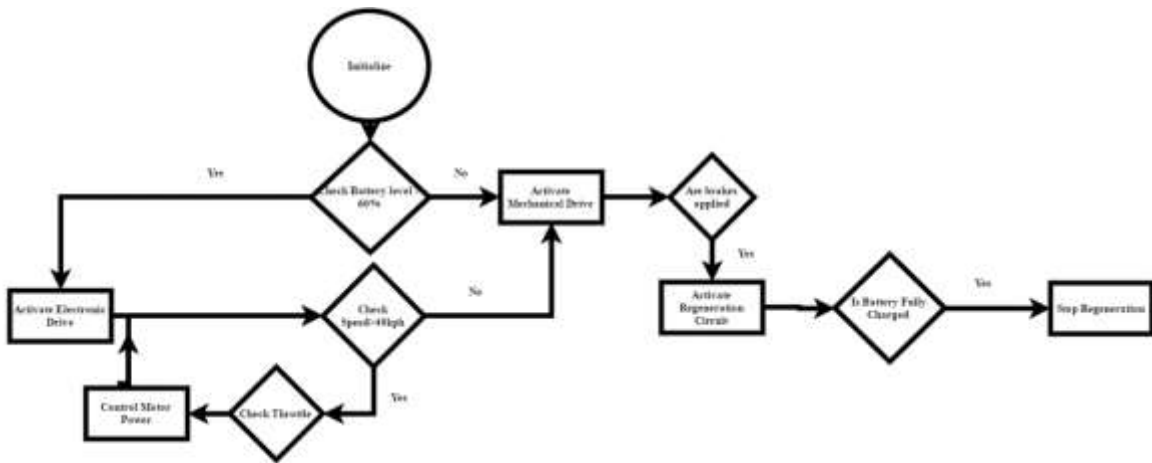 Initialine
Yes
Check Battery level >
60%
No
Activate
Mechanical Drive
Are brakes
applied
Yes
Activate Electronic
Drive
Check
Speed<40kph
No
Activate
Regeneration
Circuit
Is Battery Fully
Charged
Yes
Stop Regeneration
Yes
Check Throttle
Control Motor
Power